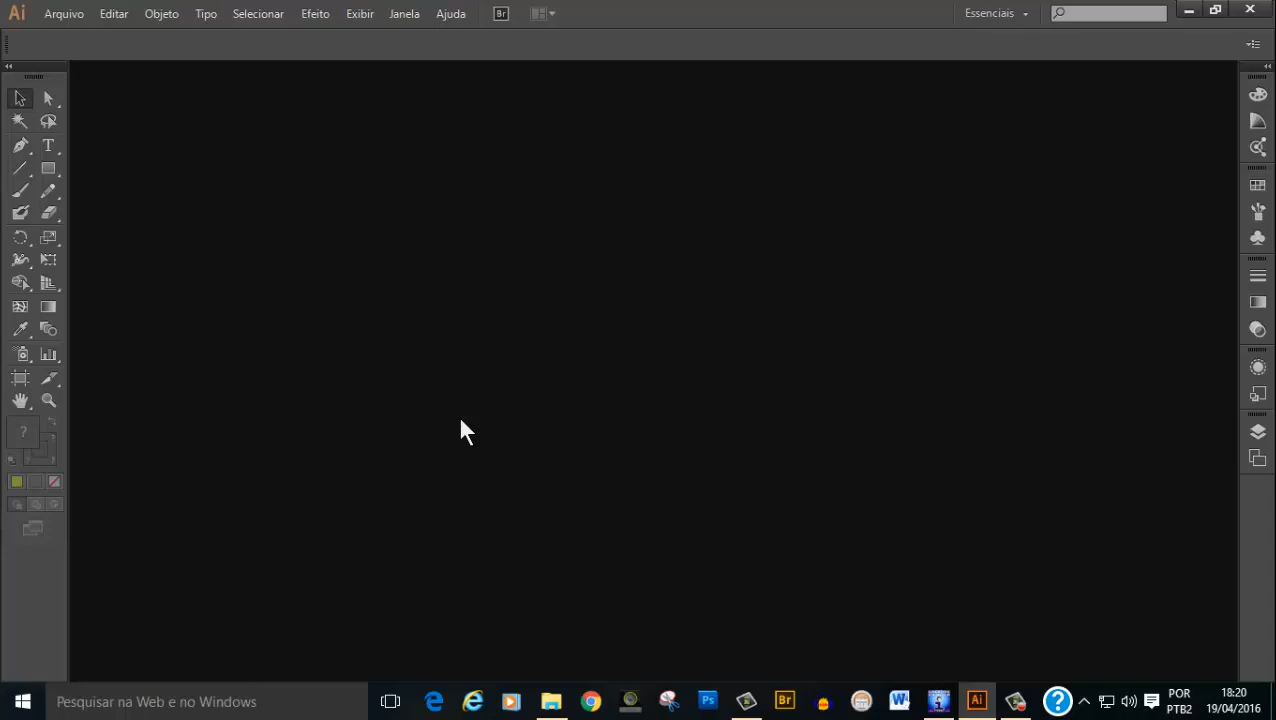 Ai Arquivo Editar Objeto Tipo Selecionar Efeito Exibir Janela Ajuda Br Essenciais
T
?
Pesquisar na Web e no Windows Ps Br W Ai ? POR 18:20
PTB2 19/04/2016